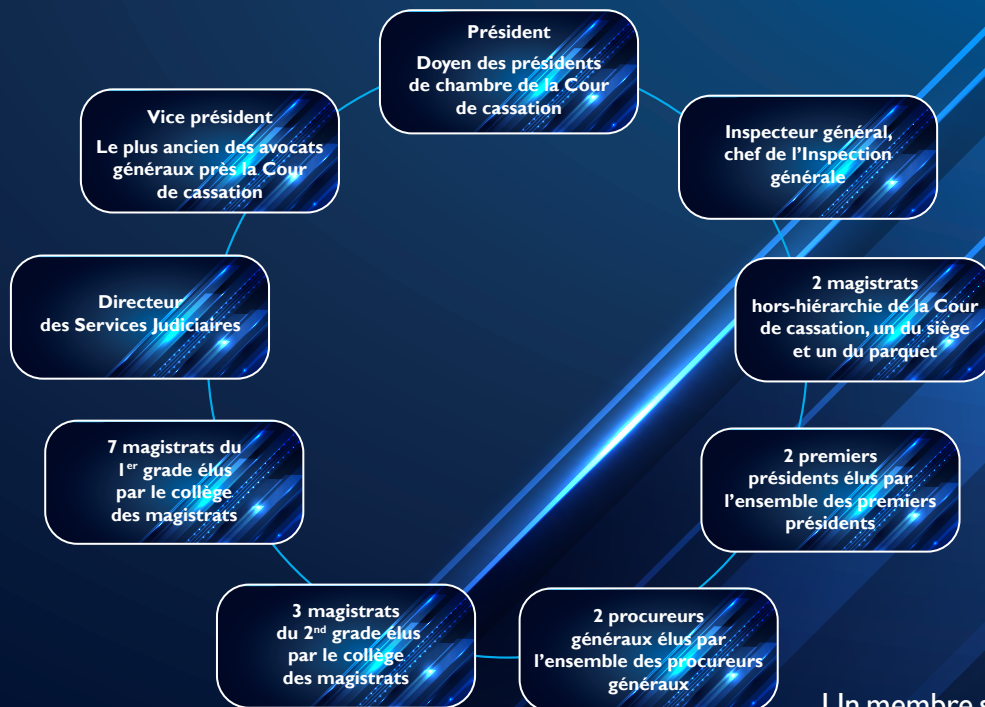 Président
Doyen des présidents
de chambre de la Cour
de cassation
Inspecteur général,
chef de l'Inspection
générale
2 magistrats
hors-hiérarchie de la Cour
de cassation, un du siège
et un du parquet
2 premiers
présidents élus par
l'ensemble des premiers
présidents
2 procureurs
généraux élus par
l'ensemble des procureurs
généraux
3 magistrats
du 2nd grade élus
par le collège
des magistrats
7 magistrats du
1er grade élus
par le collège
des magistrats
Directeur
des Services Judiciaires
Vice président
Le plus ancien des avocats
généraux près la Cour
de cassation
Un membre